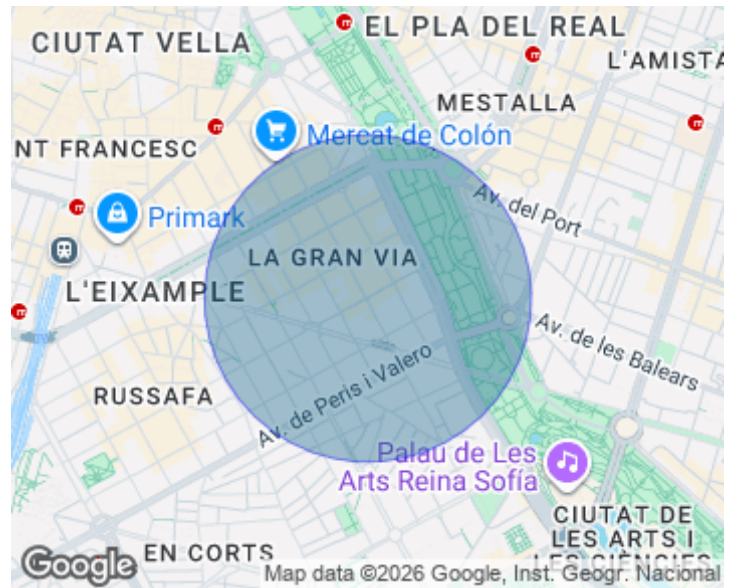 EL PLA DEL REAL
CIUTAT VELLA
L'AMISTA
MESTALLA
Mercat de Colón
NT FRANCESC
Av. del Port
Primark
LA GRAN VIA
L'EIXAMPLE
Av. de les Balears
RUSSAFA
Av. de Peris i Valero
Palau de Les
Arts Reina Sofía
CIUTAT DE
LES ARTS I
LES CIÈNCIES
EN CORTS
Google
Map data ©2026 Google, Inst. Geogr. Nacional